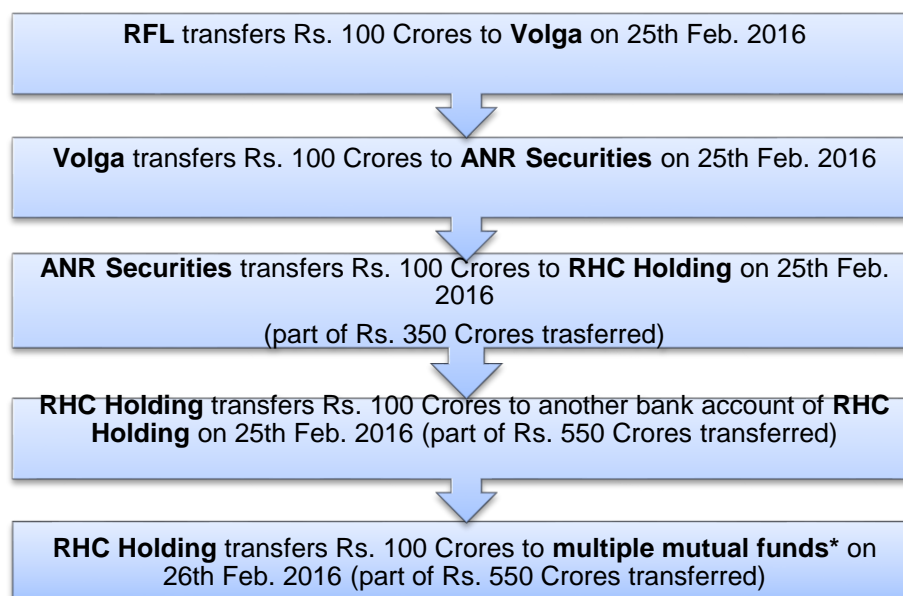 RFL transfers Rs. 100 Crores to Volga on 25th Feb. 2016
Volga transfers Rs. 100 Crores to ANR Securities on 25th Feb. 2016
ANR Securities transfers Rs. 100 Crores to RHC Holding on 25th Feb.
2016
(part of Rs. 350 Crores trasferred)
RHC Holding transfers Rs. 100 Crores to another bank account of RHC
Holding on 25th Feb. 2016 (part of Rs. 550 Crores transferred)
RHC Holding transfers Rs. 100 Crores to multiple mutual funds* on
26th Feb. 2016 (part of Rs. 550 Crores transferred)